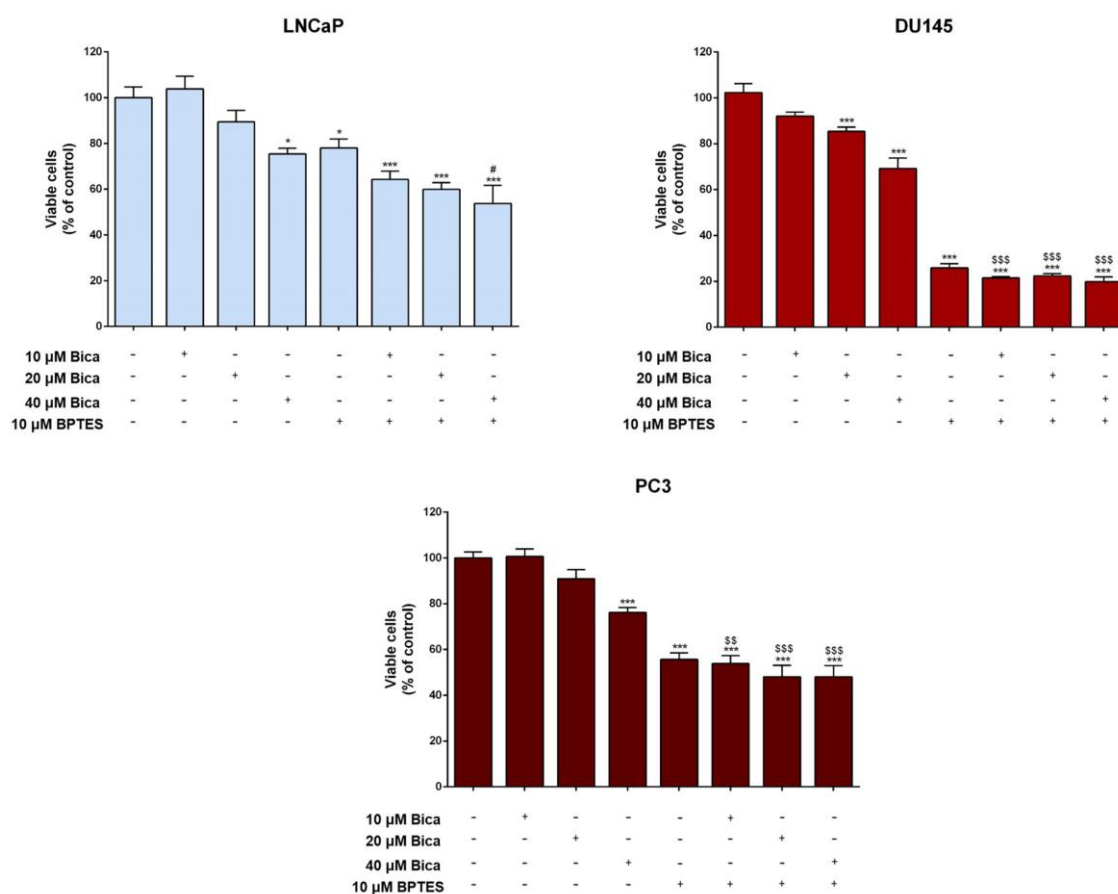 LNCaP
120
100
80
60
40
20
0
Viable cells
(% of control)
* * *** *** #
***
10 µM Bica - + - - - + - -
20 µM Bica - - + - - - + -
40 µM Bica - - - + - - - +
10 µM BPTES - - - - + + + +
DU145
120
100
80
60
40
20
0
Viable cells
(% of control)
*** *** *** $$$ $$$ $$$
*** *** ***
10 µM Bica - + - - - + - -
20 µM Bica - - + - - - + -
40 µM Bica - - - + - - - +
10 µM BPTES - - - - + + + +
PC3
120
100
80
60
40
20
0
Viable cells
(% of control)
*** *** $$ $$$ $$$
*** *** ***
10 µM Bica - + - - - + - -
20 µM Bica - - + - - - + -
40 µM Bica - - - + - - - +
10 µM BPTES - - - - + + + +